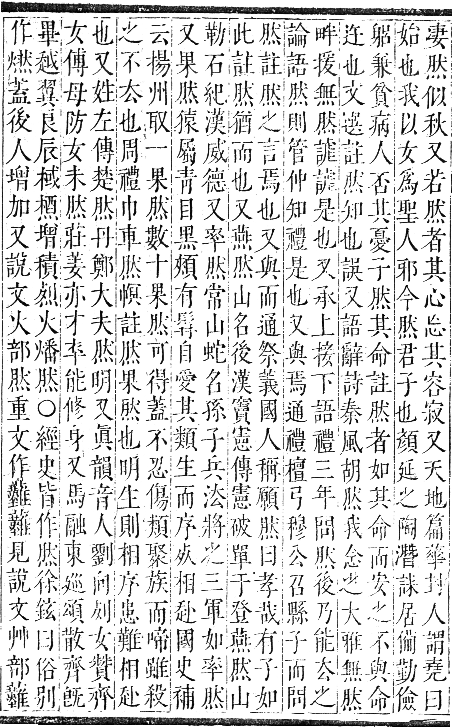 凄然似秋又若然者其心忘其容寂又天地篇華封人謂堯曰
始也我以女爲聖人邪今然君子也顏延之陶潛誄居備勤儉
躬兼貧病人否其憂子然其命註然者如其命而安之不與命
迕也文選註然知也誤又語辭詩秦風胡然我念之大雅無然
畔援無然謔謔是也又承上接下語禮三年問然後乃能去之
論語然則管仲知禮是也又與焉通禮檀弓穆公召縣子而問
然註然之言焉也又與而通祭義國人稱願然曰幸哉有子如
此註然猶而也又燕然山名後漢竇憲傳憲破單于登燕然山
勒石紀漢威德又率然常山蛇名孫子兵法將之三軍如率然
又果然猿屬靑目黑頰有髯自愛其類生而序死相赴國史補
云揚州取一果然數十果然可得蓋不忍傷類聚族而啼雖殺
之不去也周禮巾車然幎註然果然也明生則相序患難相赴
也又姓左傳楚然丹鄭大夫然明又眞韻音人劉向列女贊齊
女傅母防女未然莊姜亦才卒能修身又馬融東巡頌散齊旣
畢越翼良辰棫樸增積烈火燔然○經史皆作然徐鉉曰俗別
作燃蓋後人增加又說文火部然重文作䕼䕼見說文艸部䕼